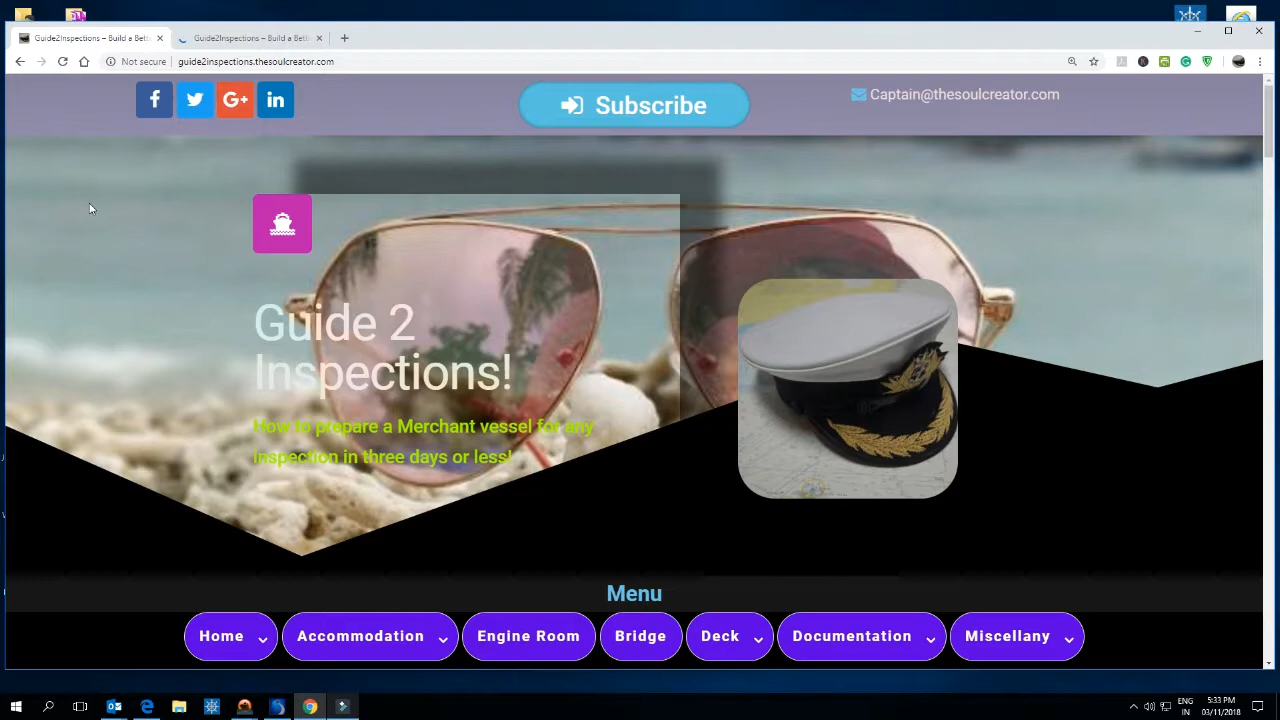 Guide2Inspections – Build a Bett
Guide2Inspections – Build a Bett
Not secure
guide2inspections.thesoulcreator.com
Subscribe
Captain@thesoulcreator.com
Guide 2
Inspections!
How to prepare a Merchant vessel for any
inspection in three days or less!
Menu
Home
Accommodation
Engine Room
Bridge
Deck
Documentation
Miscellany
ENG
IN
5:33 PM
03/11/2018